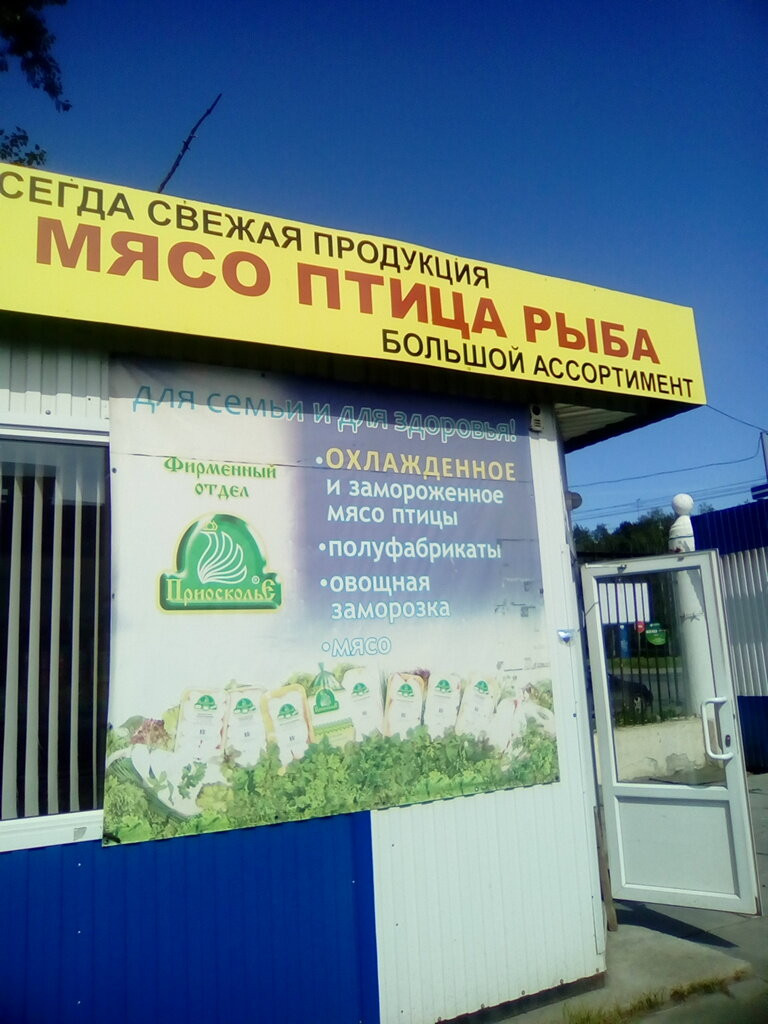 СЕГДА СВЕЖАЯ ПРОДУКЦИЯ
МЯСО ПТИЦА РЫБА
БОЛЬШОЙ АССОРТИМЕНТ
для семьи и для здоровья!
Фирменный
отдел
Приосколье®
•ОХЛАЖДЕННОЕ
и замороженное
мясо птицы
•полуфабрикаты
•овощная
заморозка
•мясо